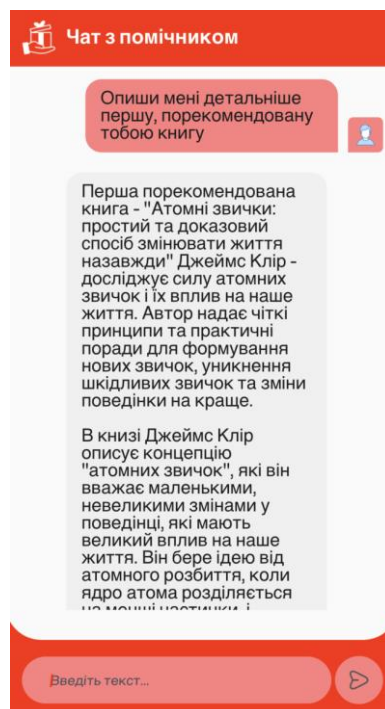 Чат з помічником
Опиши мені детальніше
першу, порекомендовану
тобою книгу
Перша порекомендована
книга - "Атомні звички:
простий та доказовий
спосіб змінювати життя
назавжди" Джеймс Клір -
досліджує силу атомних
звичок і їх вплив на наше
життя. Автор надає чіткі
принципи та практичні
поради для формування
нових звичок, уникнення
шкідливих звичок та зміни
поведінки на краще.
В книзі Джеймс Клір
описує концепцію
"атомних звичок", які він
вважає маленькими,
невеликими змінами у
поведінці, які мають
великий вплив на наше
життя. Він бере ідею від
атомного розбиття, коли
ядро атома розділяється
на менші частинки, і
Введіть текст...